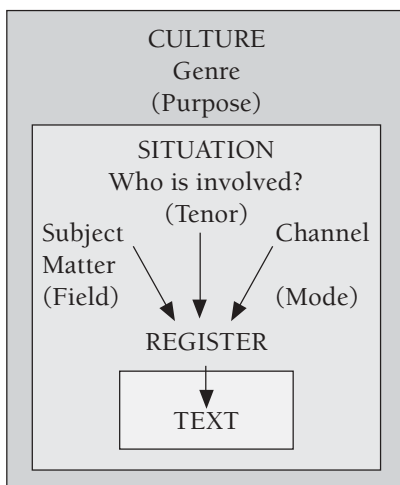 CULTURE
Genre
(Purpose)
SITUATION
Who is involved?
(Tenor)
Subject
Matter
(Field)
Channel
(Mode)
REGISTER
TEXT